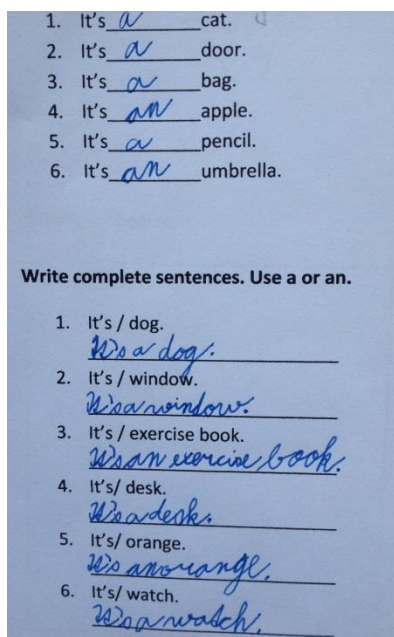 1. It's a cat.
2. It's a door.
3. It's a bag.
4. It's an apple.
5. It's a pencil.
6. It's an umbrella.
Write complete sentences. Use a or an.
1. It's / dog.
It's a dog.
2. It's / window.
It's a window.
3. It's / exercise book.
It's an exercise book.
4. It's/ desk.
It's a desk.
5. It's/ orange.
It's an orange.
6. It's/ watch.
It's a watch.